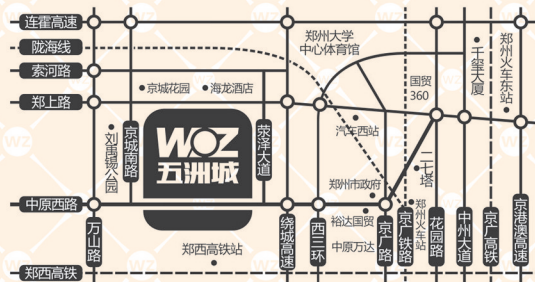 连霍高速
陇海线
索河路
郑上路
中原西路
郑西高铁
万山路
京城南路
荥泽大道
绕城高速
西三环
京广路
京广铁路
花园路
中州大道
京广高铁
京港澳高速
郑州大学
中心体育馆
国贸
360
千玺大厦
郑州火车东站
京城花园
海龙酒店
刘禹锡公园
汽车西站
二七塔
郑州市政府
郑州火车站
裕达国贸
中原万达
郑西高铁站
WOZ
五洲城